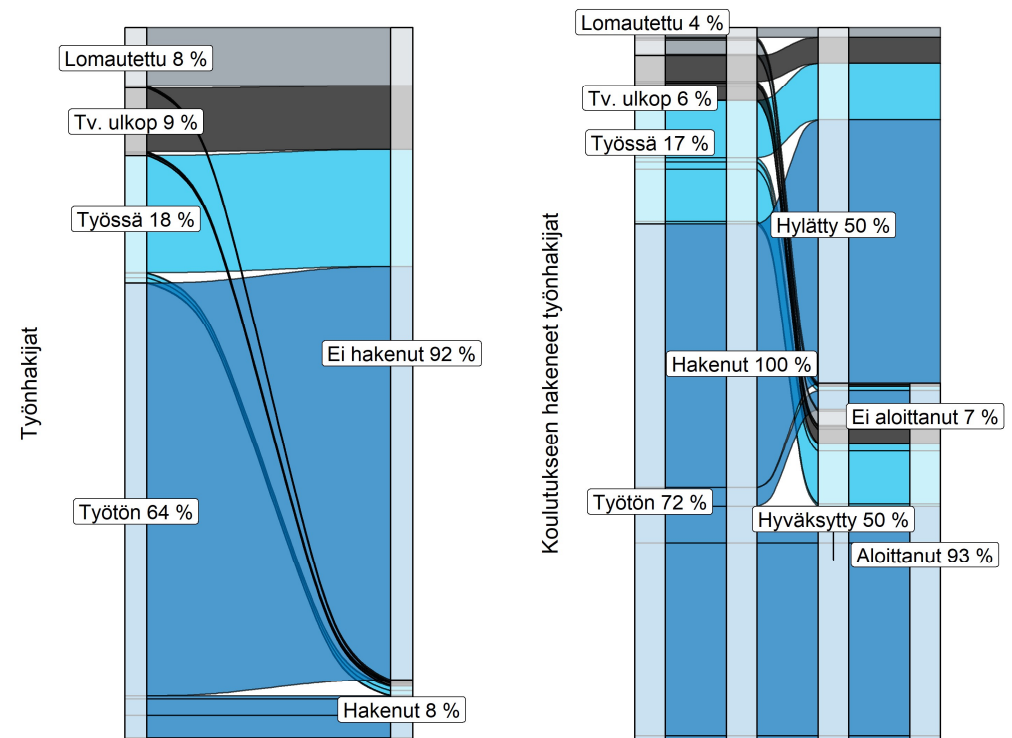 Työnhakijat
Lomautettu 8 %
Tv. ulkop 9 %
Työssä 18 %
Työtön 64 %
Ei hakenut 92 %
Hakenut 8 %
Koulutukseen hakeneet työnhakijat
Lomautettu 4 %
Tv. ulkop 6 %
Työssä 17 %
Työtön 72 %
Hakenut 100 %
Hylätty 50 %
Hyväksytty 50 %
Ei aloittanut 7 %
Aloittanut 93 %